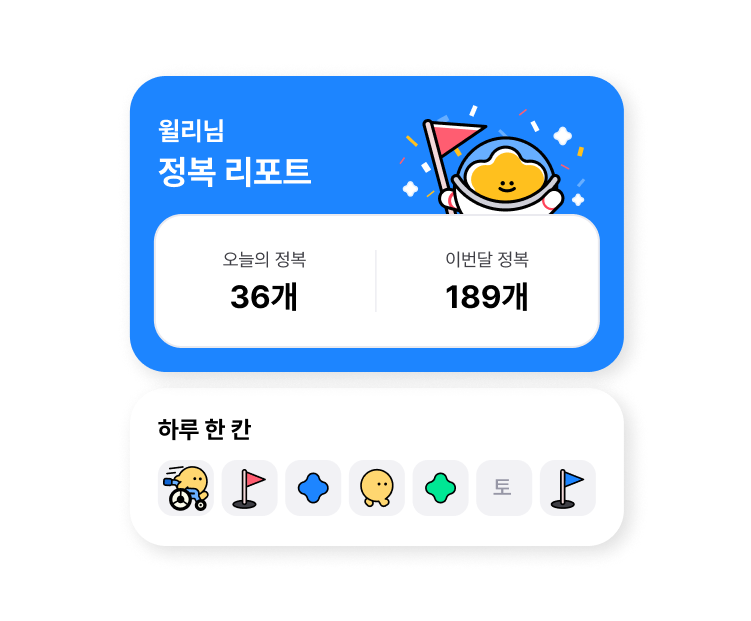 윌리님
정복 리포트
오늘의 정복
36개
이번달 정복
189개
하루 한 칸
토